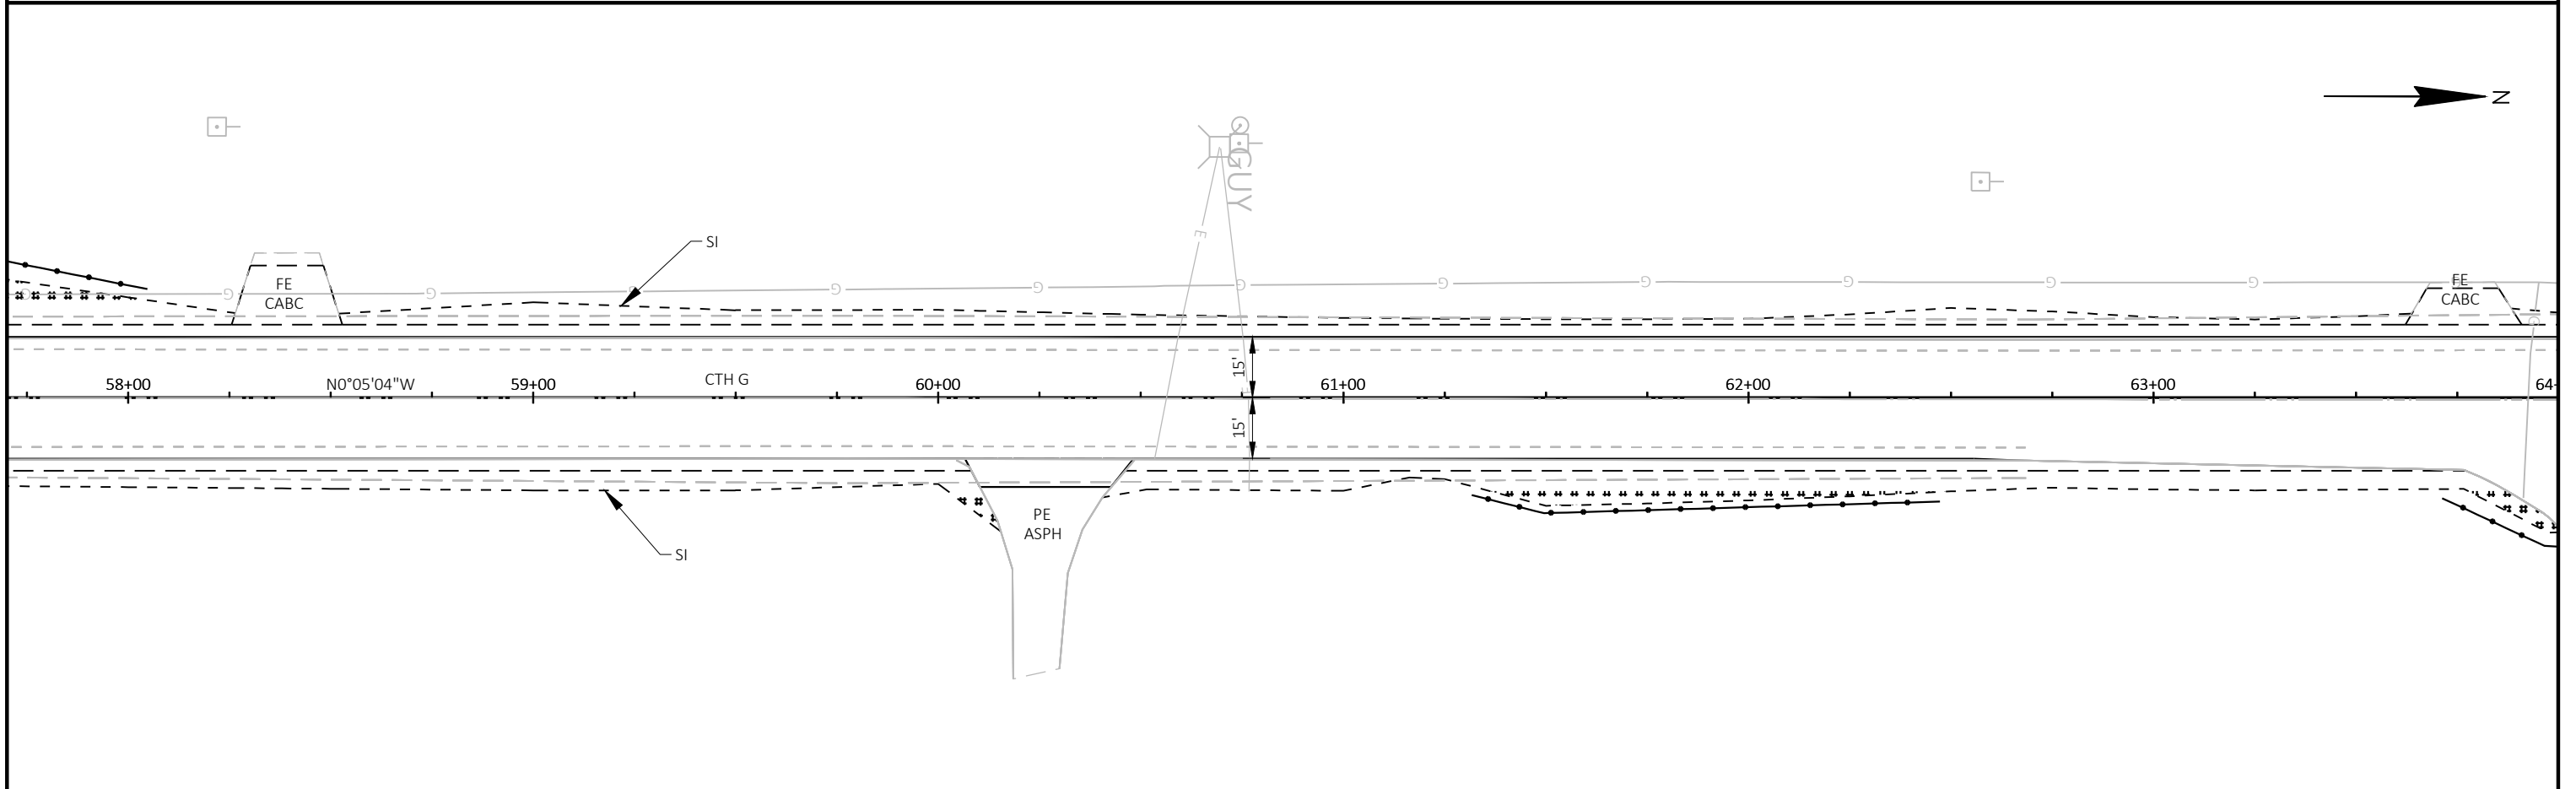 N
GUY
E
SI
FE
CABC
G G G G G G G G G G G
FE
CABC
G
15'
58+00 N0°05'04"W 59+00 CTH G 60+00 61+00 62+00 63+00 64+
15'
PE
ASPH
SI